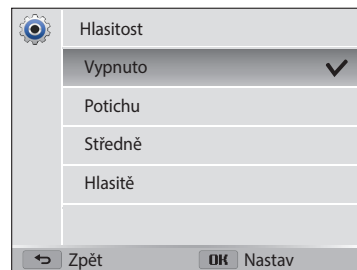 Hlasitost
Vypnuto
Potichu
Středně
Hlasitě
Zpět OK Nastav